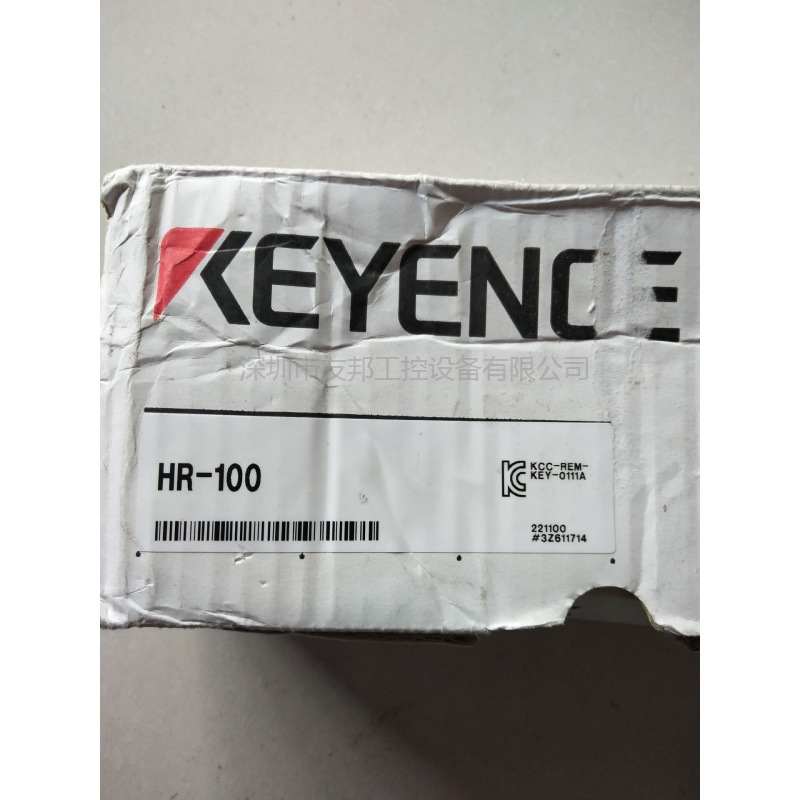 KEYENCE
深圳市友邦工控设备有限公司
HR-100
KCC-REM-
KEY-0111A
221100
#3Z611714